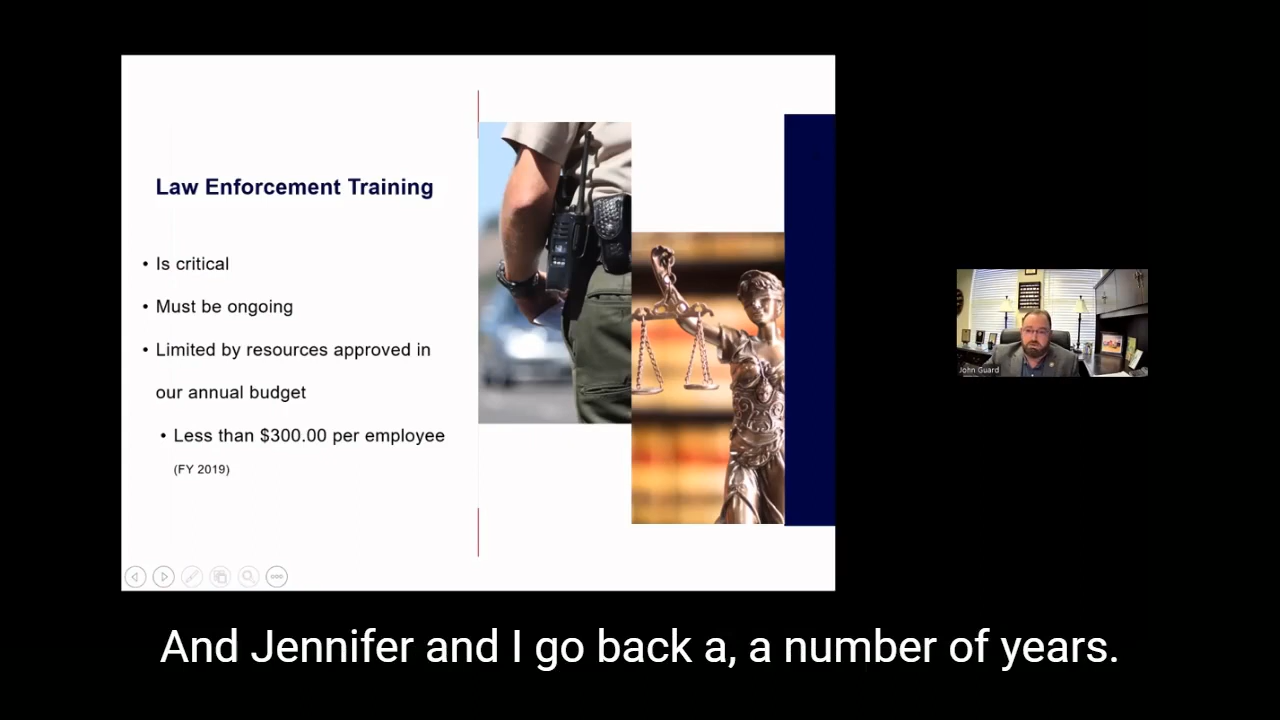 Law Enforcement Training
• Is critical
• Must be ongoing
• Limited by resources approved in
our annual budget
• Less than $300.00 per employee
(FY 2019)
John Guard
And Jennifer and I go back a, a number of years.